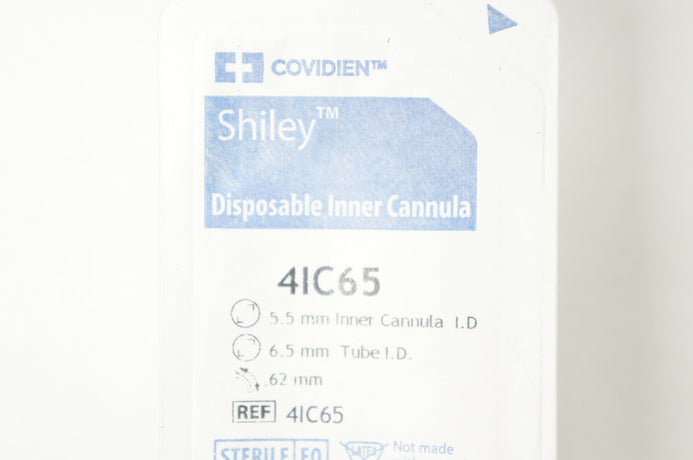 COVIDIEN™
Shiley™
Disposable Inner Cannula
4IC65
5.5 mm Inner Cannula I.D
6.5 mm Tube I.D.
.62 mm
REF 4IC65
STERILE EO LATEX Not made